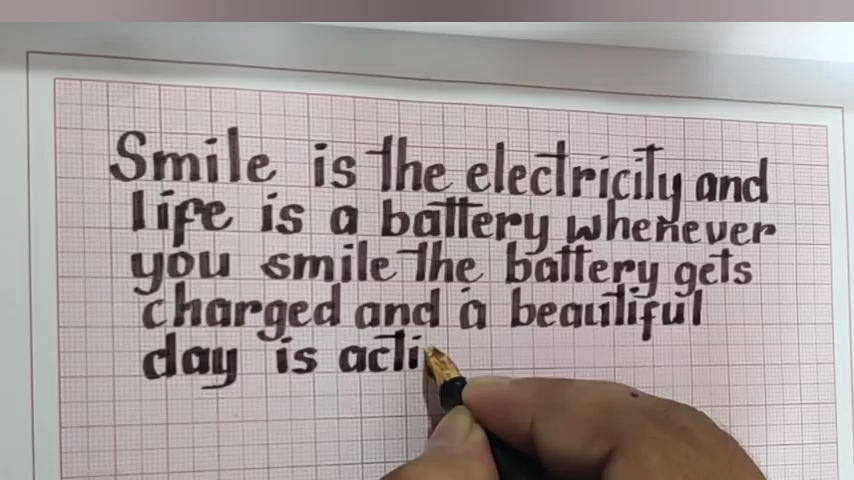 Smile is the electricity and
life is a battery whenever
you smile the battery gets
charged and a beautiful
day is acti